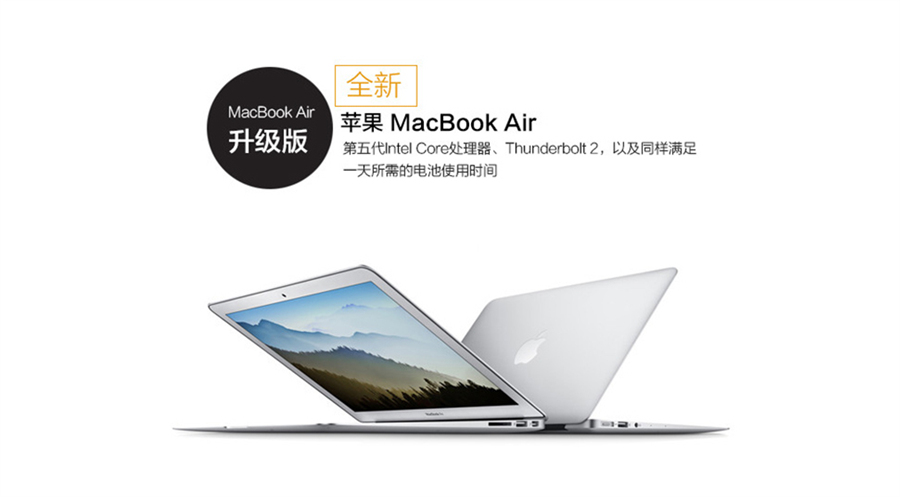 MacBook Air
升级版
全新
苹果 MacBook Air
第五代Intel Core处理器、Thunderbolt 2，以及同样满足
一天所需的电池使用时间